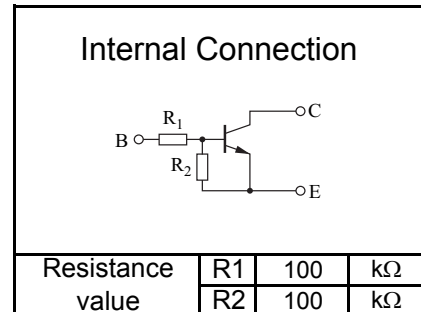 Internal Connection
C
R1
B
R2
E
Resistance value R1 100 kΩ
R2 100 kΩ